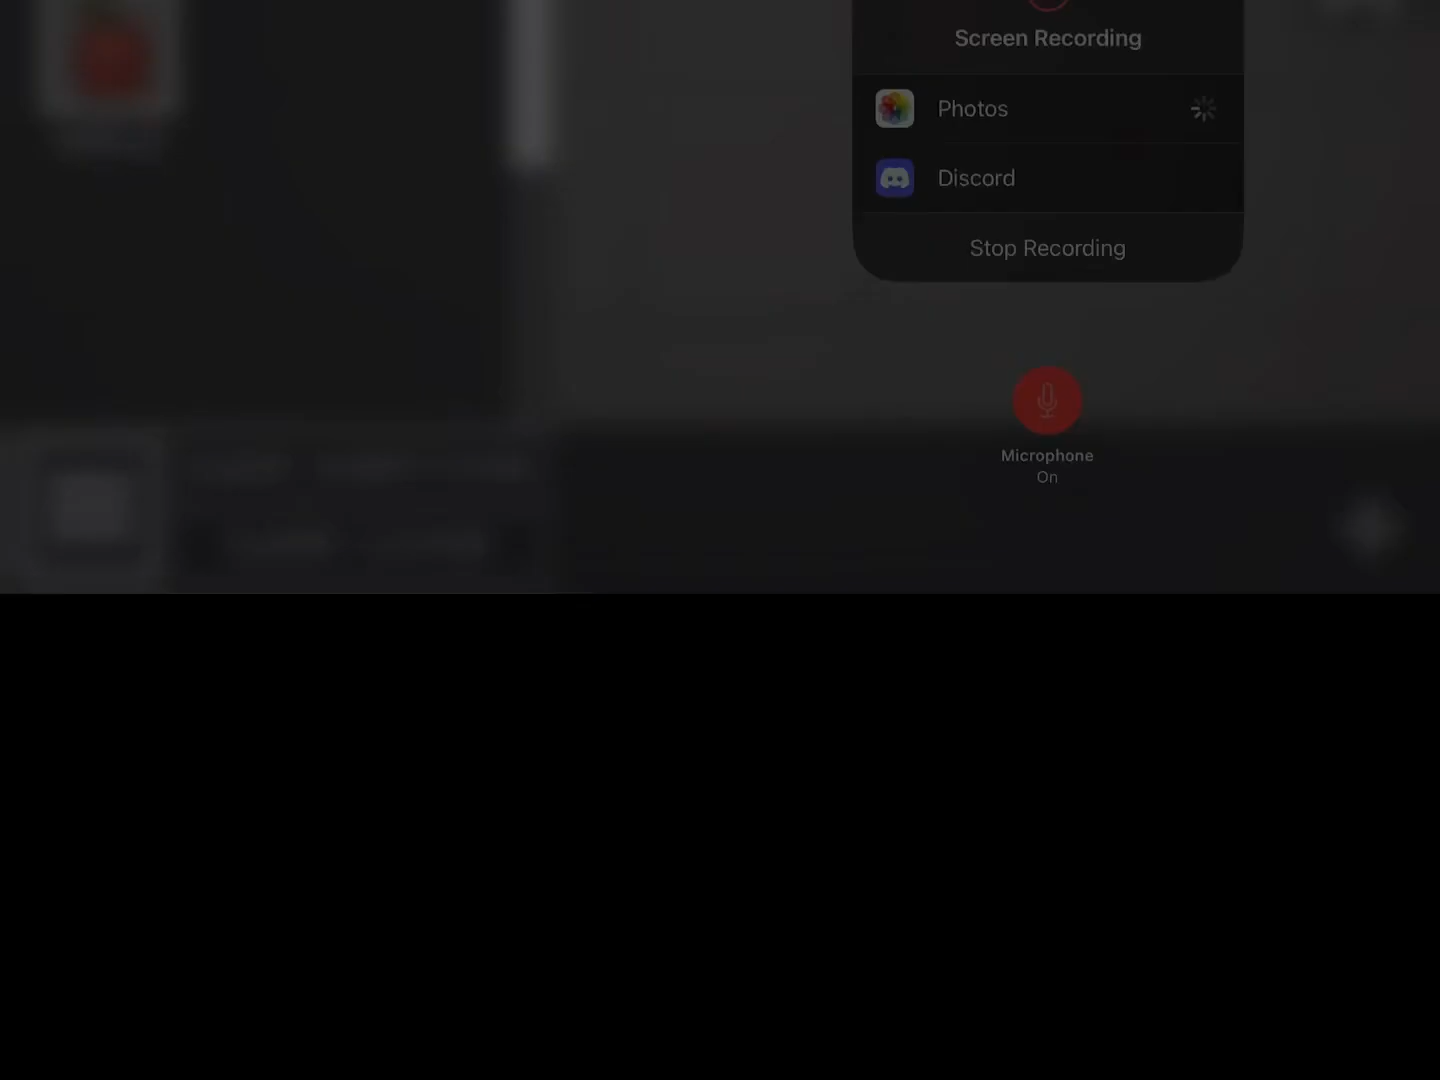 Screen Recording
Photos
Discord
Stop Recording
Microphone
On